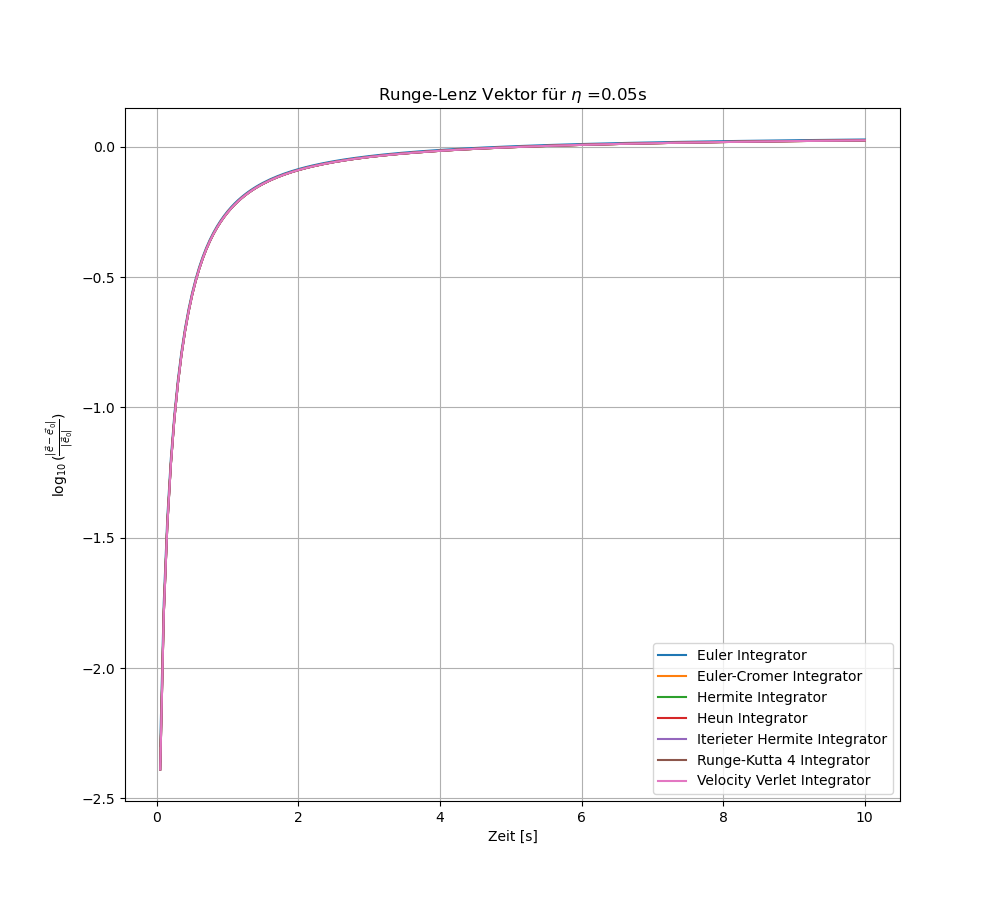 Runge-Lenz Vektor für η =0.05s
0.0
−0.5
−1.0
−1.5
−2.0
−2.5
log₁₀(|e⃗ − e⃗₀| / |e⃗₀|)
0 2 4 6 8 10
Zeit [s]
Euler Integrator
Euler-Cromer Integrator
Hermite Integrator
Heun Integrator
Iterieter Hermite Integrator
Runge-Kutta 4 Integrator
Velocity Verlet Integrator